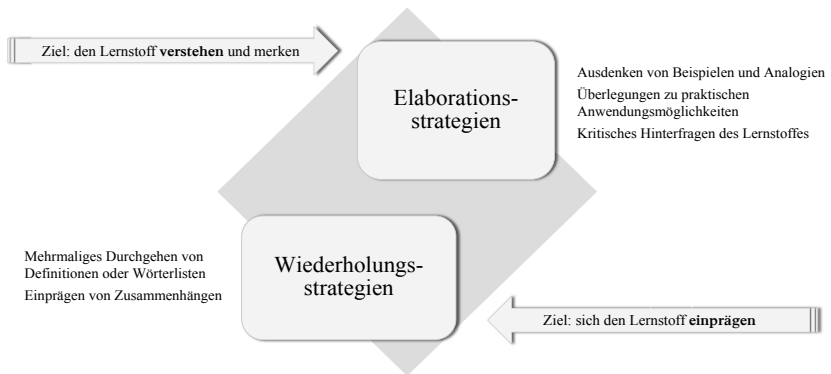 Ziel: den Lernstoff verstehen und merken
Elaborations-
strategien
Ausdenken von Beispielen und Analogien
Überlegungen zu praktischen
Anwendungsmöglichkeiten
Kritisches Hinterfragen des Lernstoffes
Mehrmaliges Durchgehen von
Definitionen oder Wörterlisten
Einprägen von Zusammenhängen
Wiederholungs-
strategien
Ziel: sich den Lernstoff einprägen